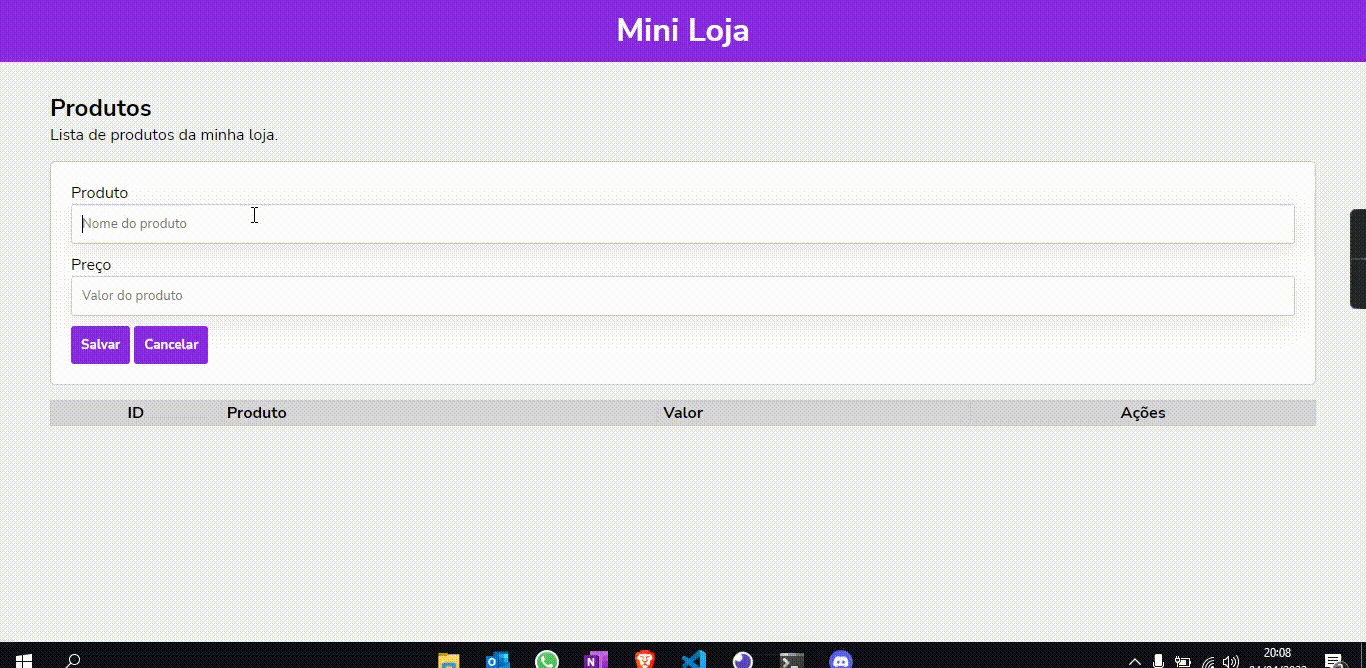 Mini Loja
Produtos
Lista de produtos da minha loja.
Produto
Nome do produto
Preço
Valor do produto
Salvar Cancelar
ID Produto Valor Ações
20:08